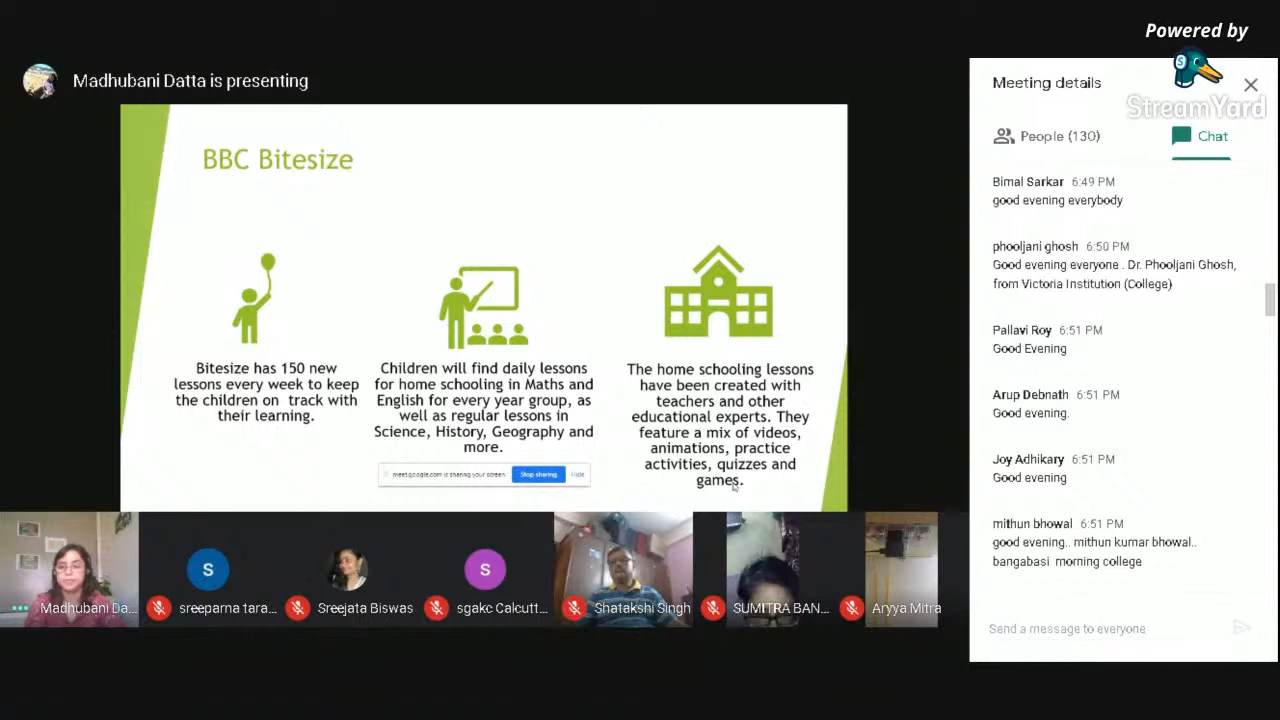 Powered by
StreamYard
Madhubani Datta is presenting
BBC Bitesize
Bitesize has 150 new
lessons every week to keep
the children on track with
their learning.
Children will find daily lessons
for home schooling in Maths and
English for every year group, as
well as regular lessons in
Science, History, Geography and
more.
The home schooling lessons
have been created with
teachers and other
educational experts. They
feature a mix of videos,
animations, practice
activities, quizzes and
games.
meet.google.com is sharing your screen.
Stop sharing
Hide
Madhubani Da...
S
sreeparna tara...
Sreejata Biswas
S
sgakc Calcutt...
Shatakshi Singh
SUMITRA BAN...
Aryya Mitra
Meeting details
People (130)
Chat
Bimal Sarkar 6:49 PM
good evening everybody
phooljani ghosh 6:50 PM
Good evening everyone . Dr. Phooljani Ghosh,
from Victoria Institution (College)
Pallavi Roy 6:51 PM
Good Evening
Arup Debnath 6:51 PM
Good evening.
Joy Adhikary 6:51 PM
Good evening
mithun bhowal 6:51 PM
good evening.. mithun kumar bhowal..
bangabasi morning college
Send a message to everyone